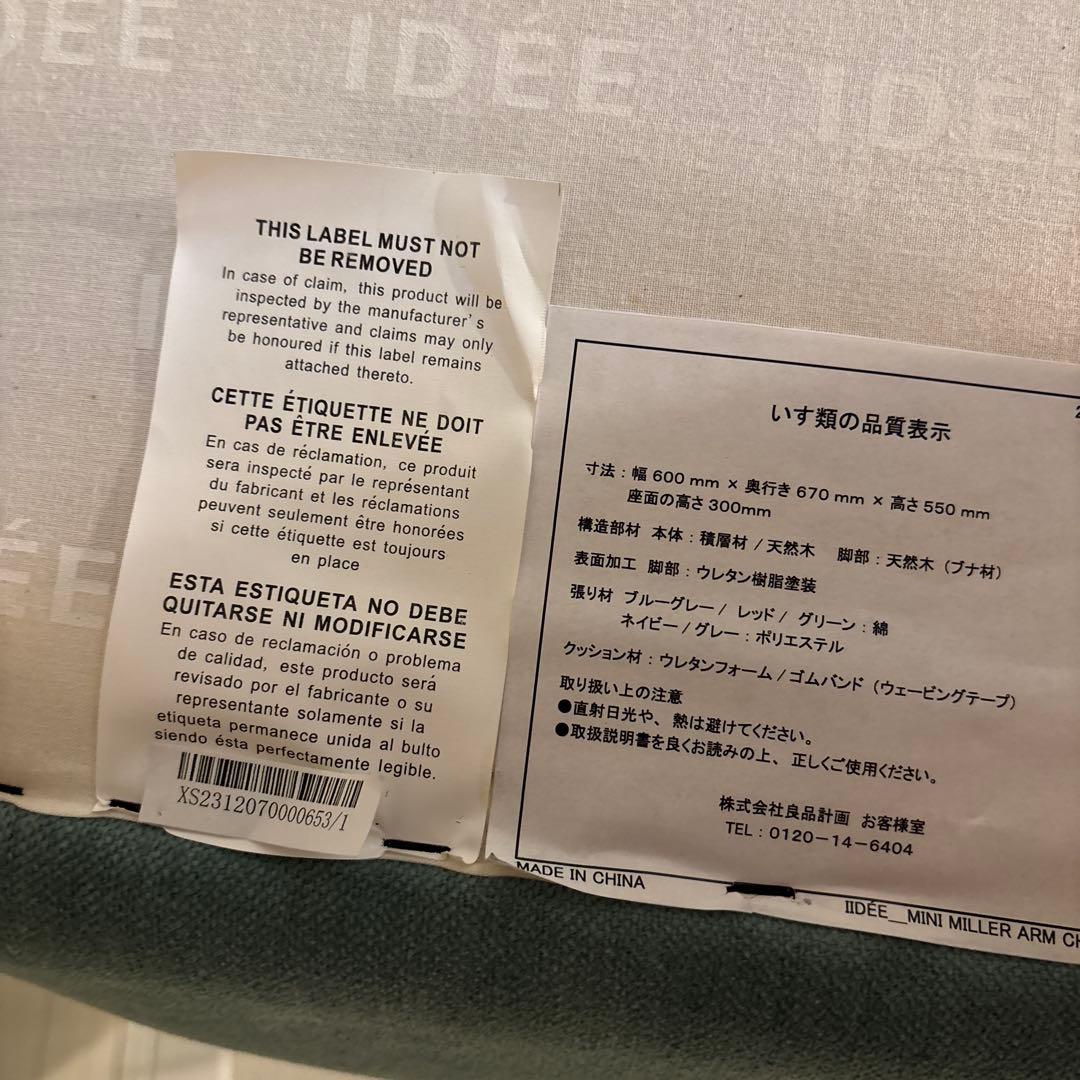 IDÉE
THIS LABEL MUST NOT
BE REMOVED
In case of claim, this product will be
inspected by the manufacturer's
representative and claims may only
be honoured if this label remains
attached thereto.
CETTE ÉTIQUETTE NE DOIT
PAS ÊTRE ENLEVÉE
En cas de réclamation, ce produit
sera inspecté par le représentant
du fabricant et les réclamations
peuvent seulement être honorées
si cette étiquette est toujours
en place
ESTA ESTIQUETA NO DEBE
QUITARSE NI MODIFICARSE
En caso de reclamación o problema
de calidad, este producto será
revisado por el fabricante o su
representante solamente si la
etiqueta permanece unida al bulto
siendo ésta perfectamente legible.
XS2312070000653/1
いす類の品質表示
寸法：幅 600 mm × 奥行き 670 mm × 高さ 550 mm
座面の高さ 300mm
構造部材 本体：積層材 / 天然木 脚部：天然木（ブナ材）
表面加工 脚部：ウレタン樹脂塗装
張り材 ブルーグレー / レッド / グリーン：綿
ネイビー / グレー：ポリエステル
クッション材：ウレタンフォーム / ゴムバンド（ウェービングテープ）
取り扱い上の注意
●直射日光や、熱は避けてください。
●取扱説明書を良くお読みの上、正しくご使用ください。
株式会社良品計画 お客様室
TEL：0120－14－6404
MADE IN CHINA
IIDÉE__MINI MILLER ARM CH